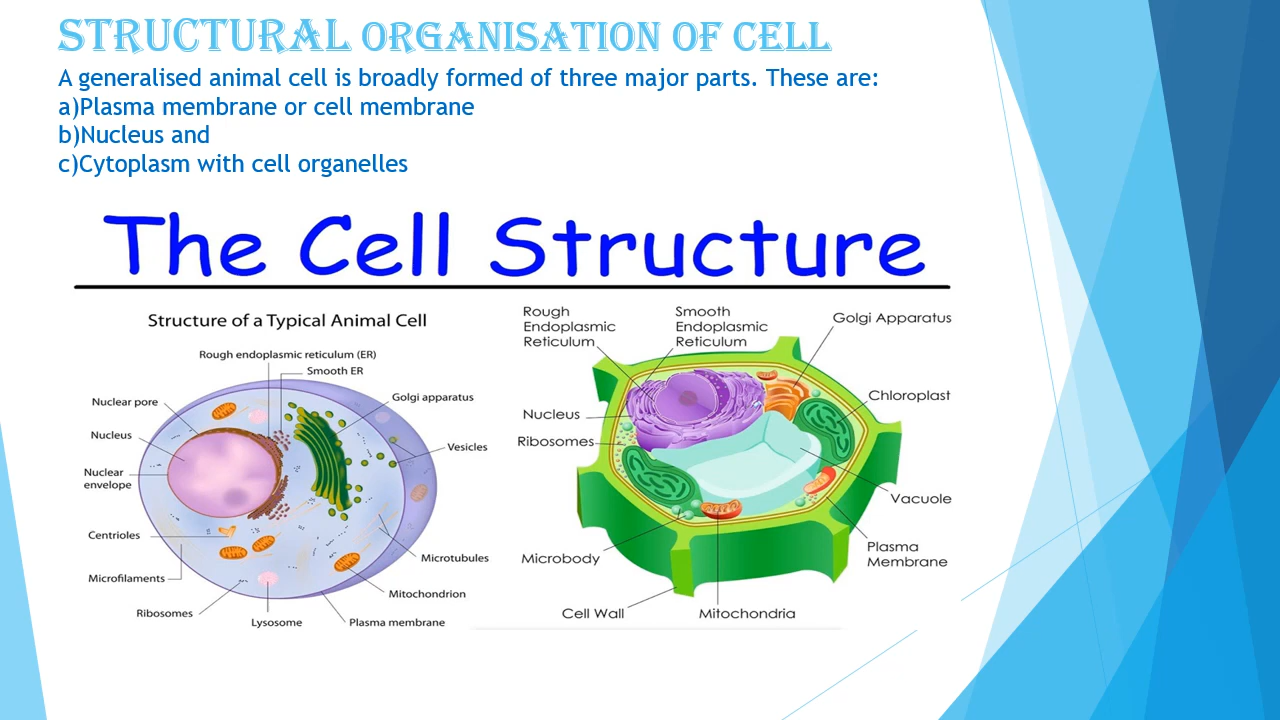 STRUCTURAL ORGANISATION OF CELL
A generalised animal cell is broadly formed of three major parts. These are:
a)Plasma membrane or cell membrane
b)Nucleus and
c)Cytoplasm with cell organelles
The Cell Structure
Structure of a Typical Animal Cell
Rough endoplasmic reticulum (ER)
Smooth ER
Nuclear pore
Golgi apparatus
Nucleus
Vesicles
Nuclear
envelope
Centrioles
Microtubules
Microfilaments
Mitochondrion
Ribosomes
Lysosome
Plasma membrane
Rough
Endoplasmic
Reticulum
Smooth
Endoplasmic
Reticulum
Golgi Apparatus
Chloroplast
Nucleus
Ribosomes
Vacuole
Plasma
Membrane
Microbody
Cell Wall
Mitochondria